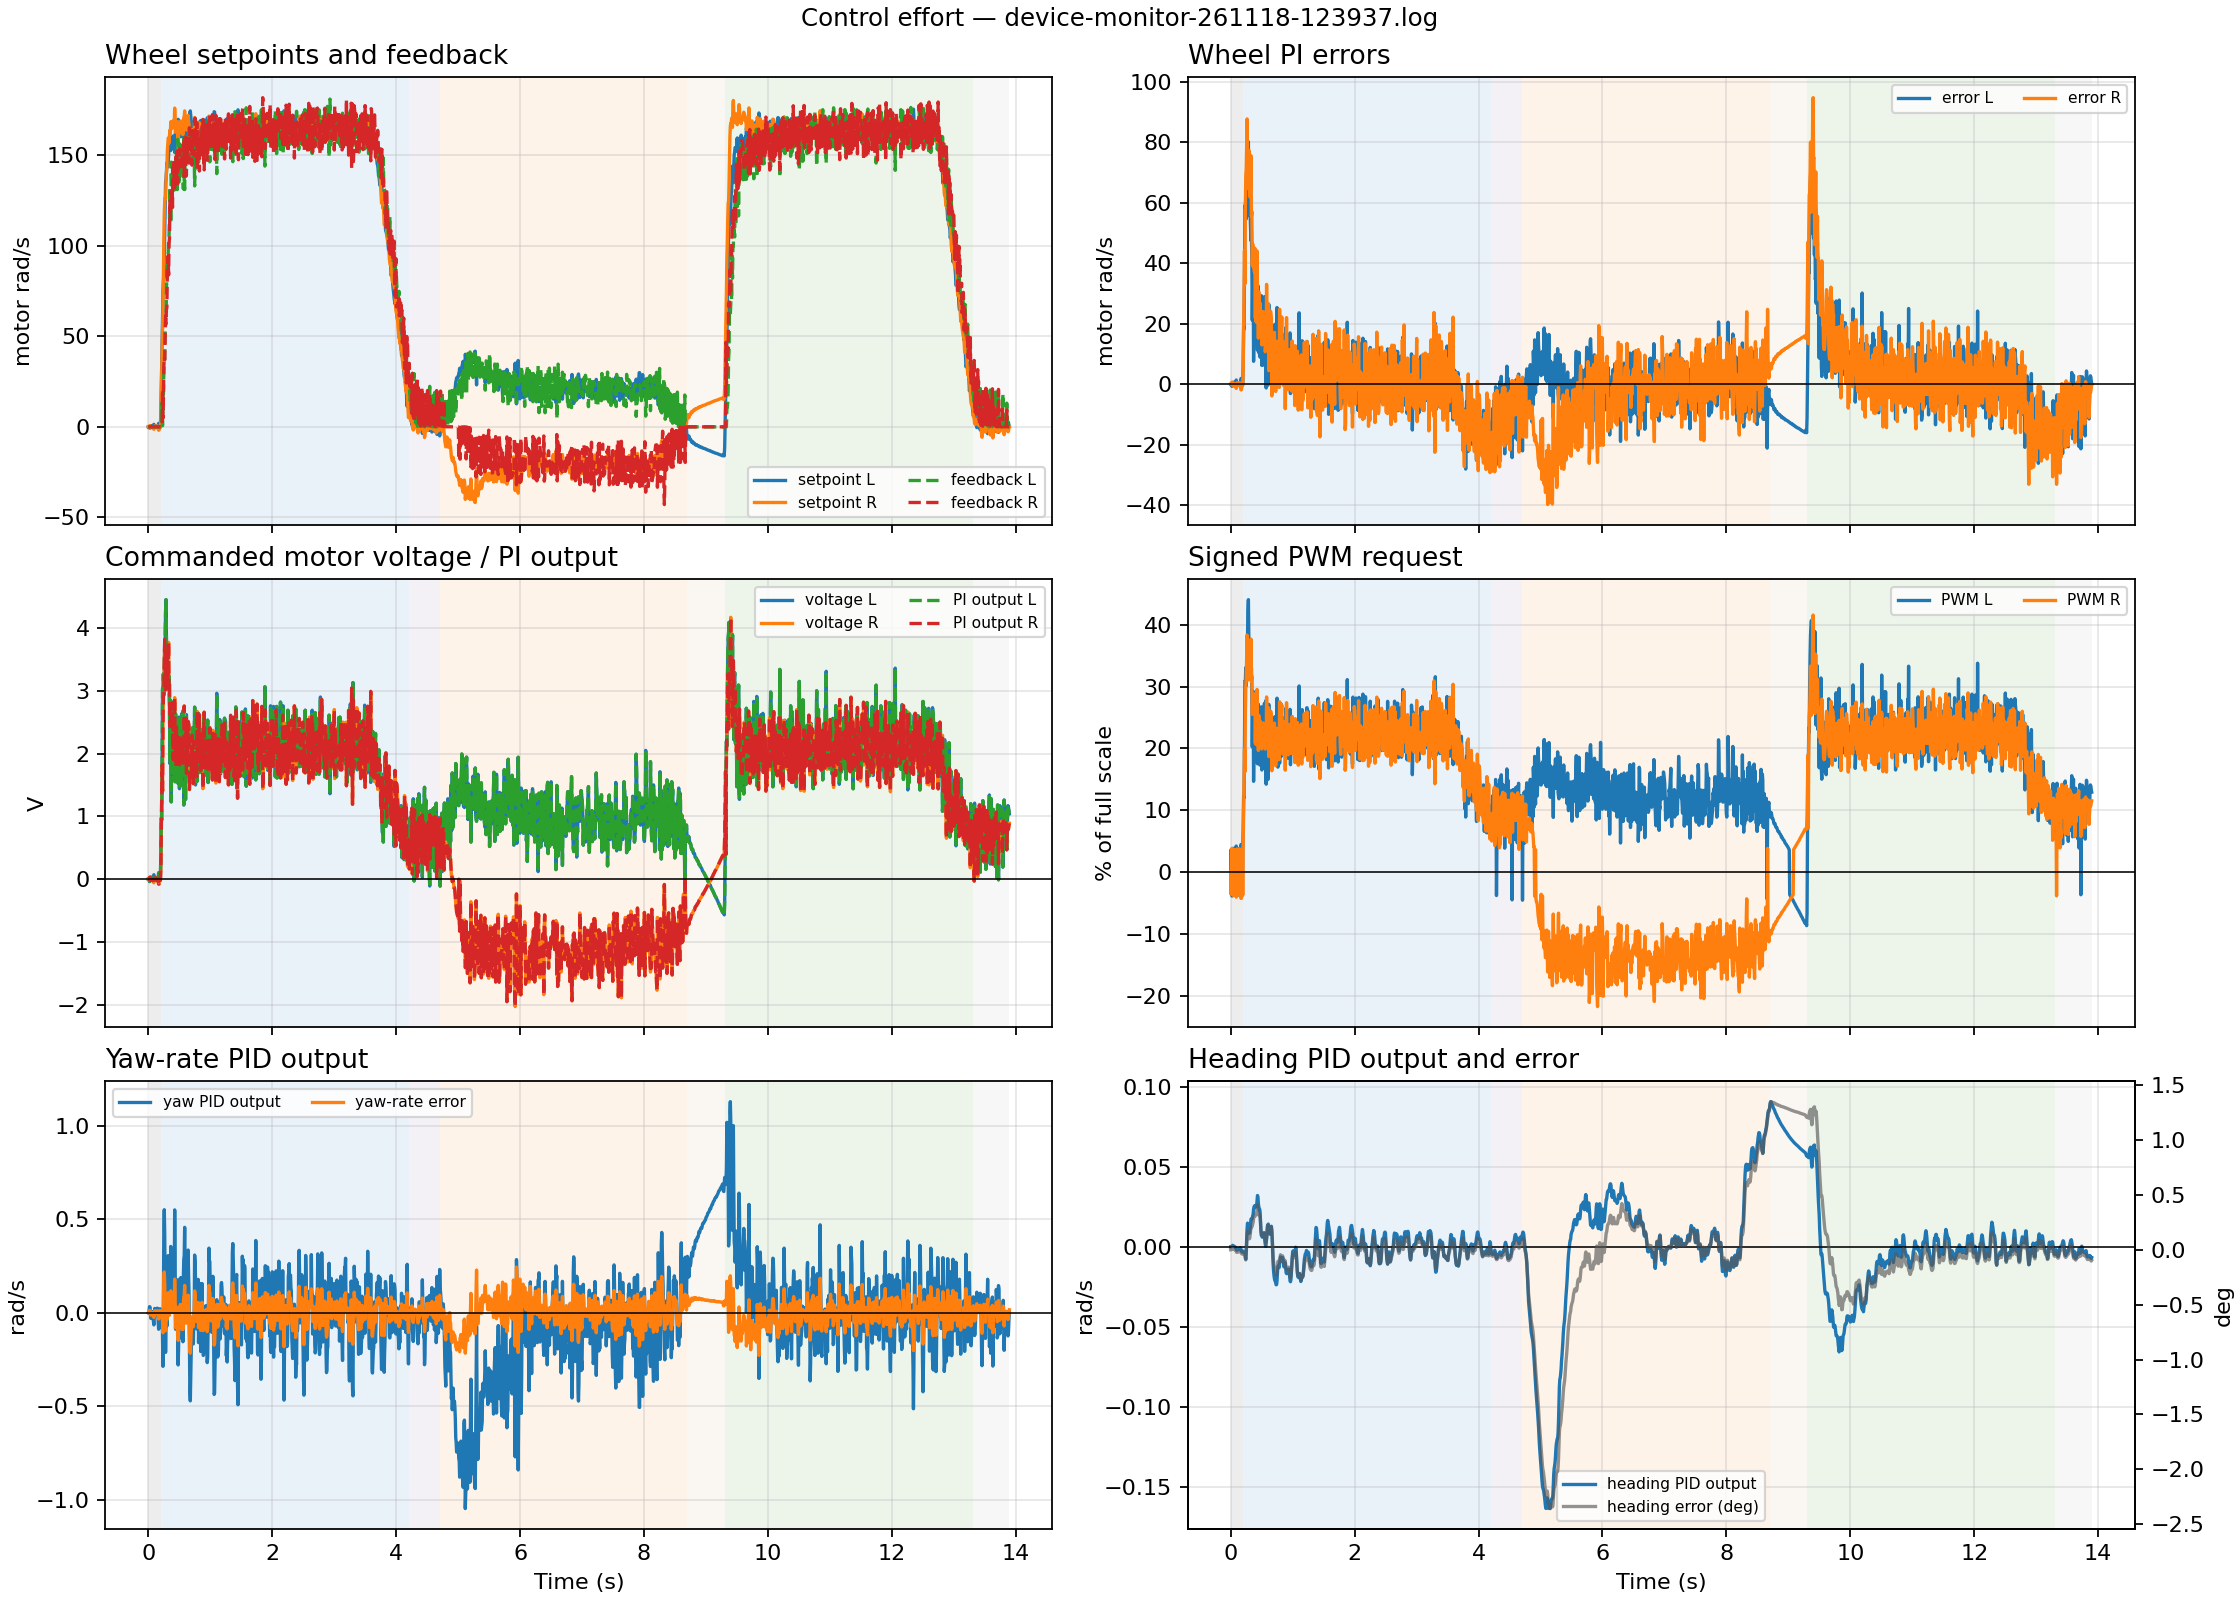 Control effort — device-monitor-261118-123937.log
Wheel setpoints and feedback
motor rad/s
150
100
50
0
−50
setpoint L
setpoint R
feedback L
feedback R
Wheel PI errors
motor rad/s
100
80
60
40
20
0
−20
−40
error L
error R
Commanded motor voltage / PI output
V
4
3
2
1
0
−1
−2
voltage L
voltage R
PI output L
PI output R
Signed PWM request
% of full scale
40
30
20
10
0
−10
−20
PWM L
PWM R
Yaw-rate PID output
rad/s
1.0
0.5
0.0
−0.5
−1.0
yaw PID output
yaw-rate error
0 2 4 6 8 10 12 14
Time (s)
Heading PID output and error
rad/s
0.10
0.05
0.00
−0.05
−0.10
−0.15
heading PID output
heading error (deg)
1.5
1.0
0.5
0.0
−0.5
−1.0
−1.5
−2.0
−2.5
deg
0 2 4 6 8 10 12 14
Time (s)